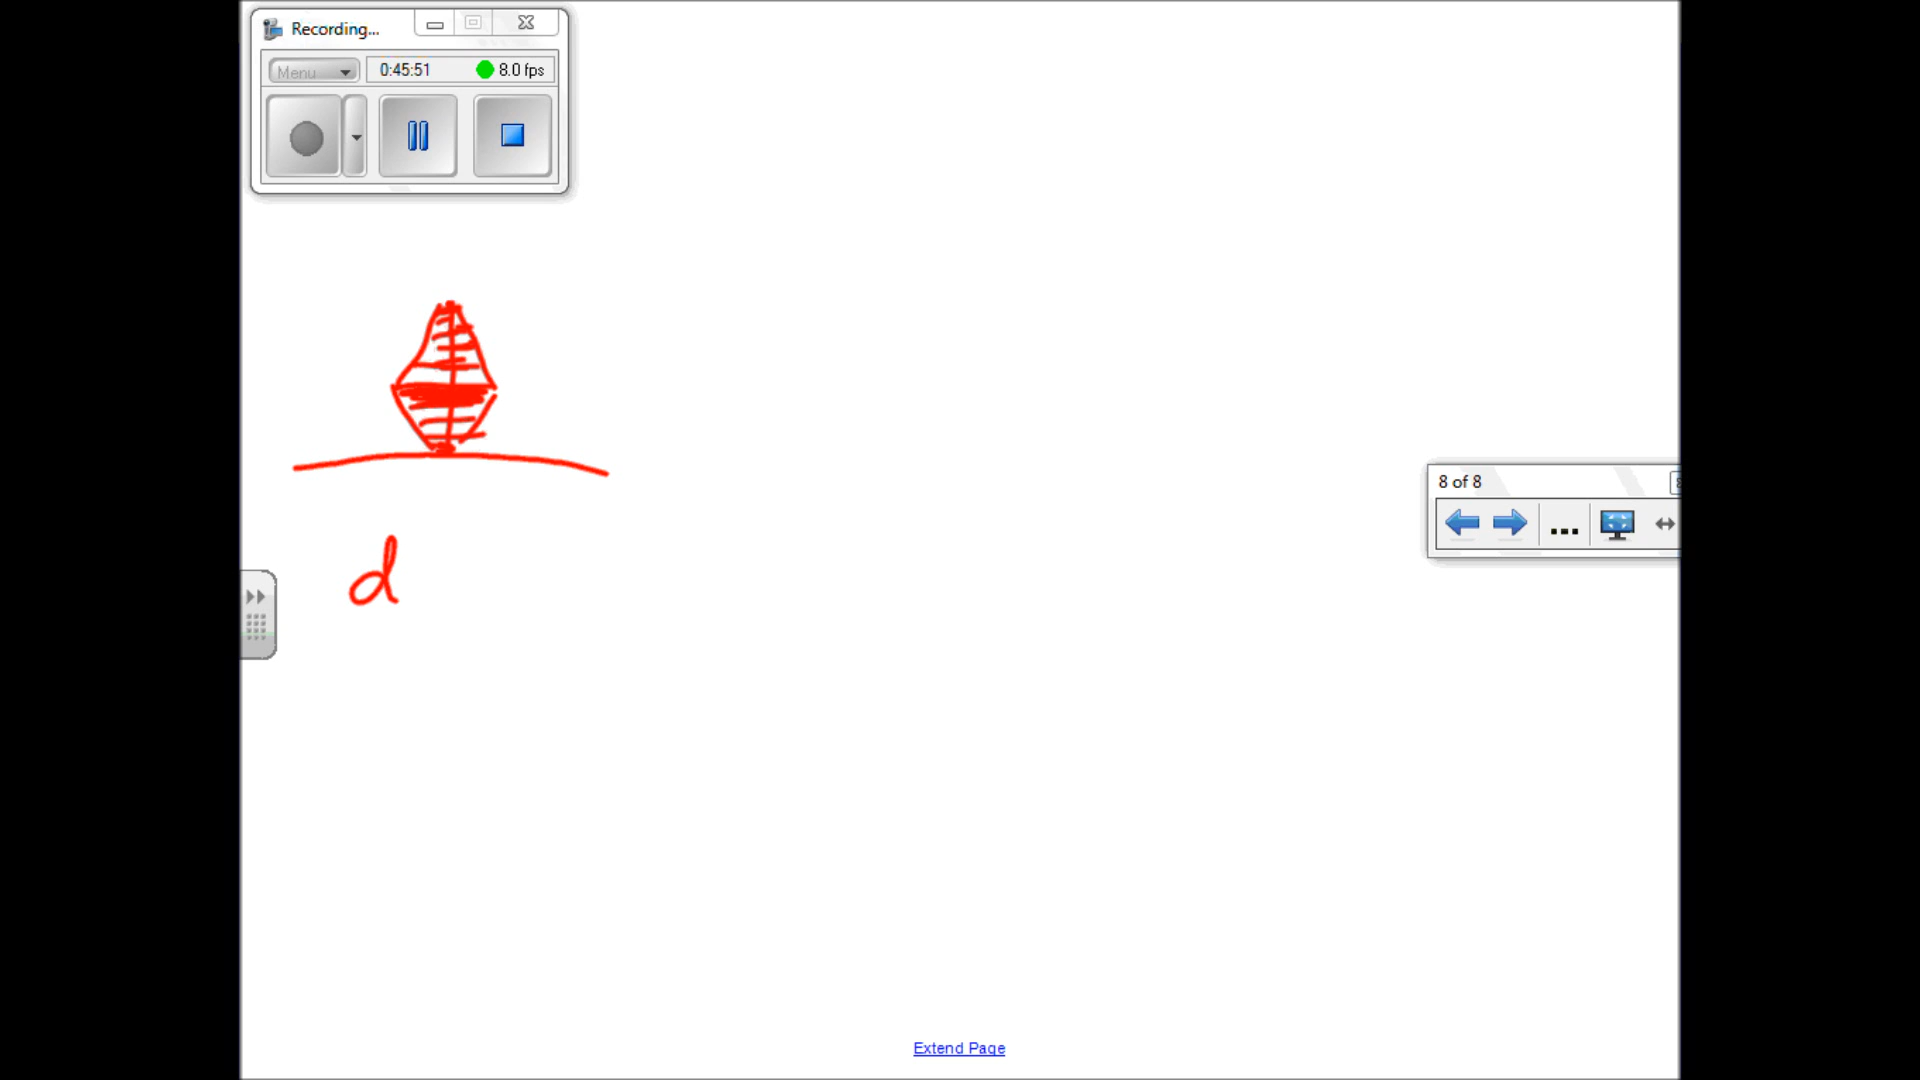 Recording...
Menu
0:45:51
8.0 fps
8 of 8
...
d
Extend Page